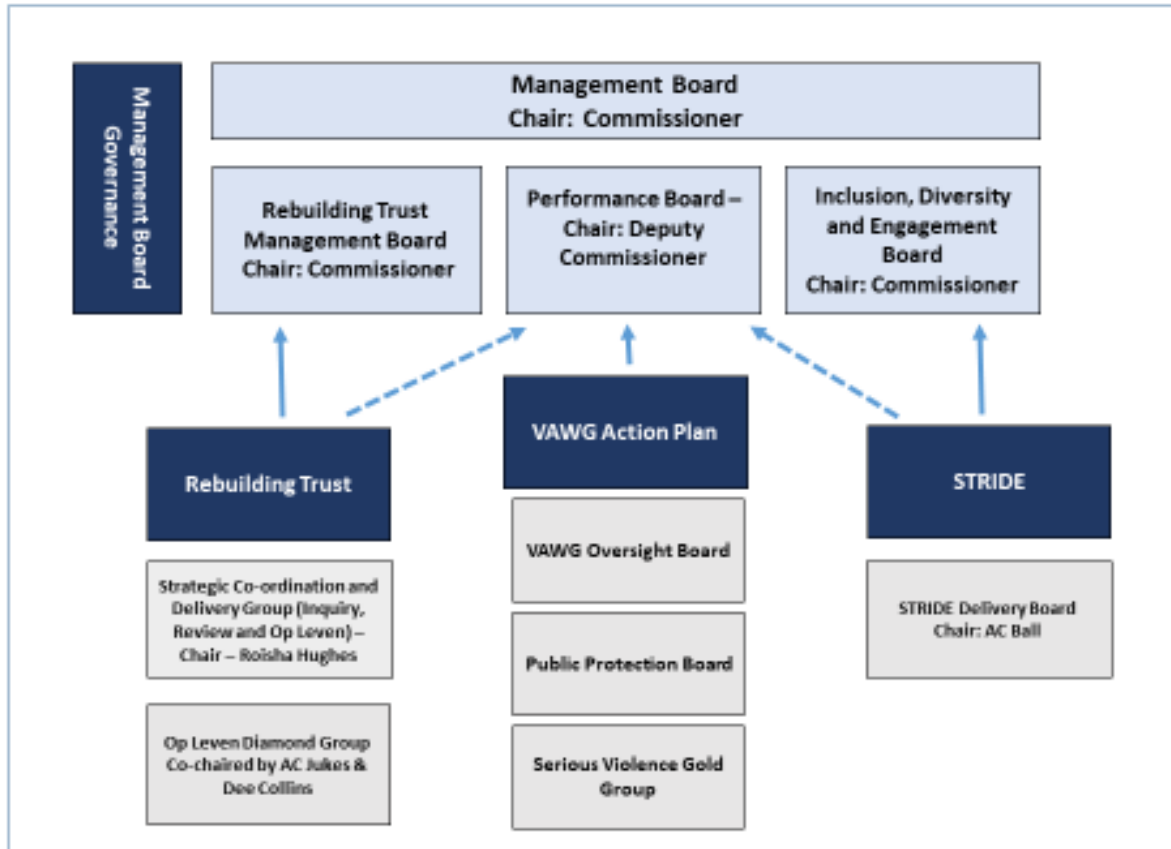 Management Board
Governance
Management Board
Chair: Commissioner
Rebuilding Trust
Management Board
Chair: Commissioner
Performance Board –
Chair: Deputy
Commissioner
Inclusion, Diversity
and Engagement
Board
Chair: Commissioner
Rebuilding Trust
VAWG Action Plan
STRIDE
Strategic Co-ordination and
Delivery Group (Inquiry,
Review and Op Leven) –
Chair – Roisha Hughes
Op Leven Diamond Group
Co-chaired by AC Jukes &
Dee Collins
VAWG Oversight Board
Public Protection Board
Serious Violence Gold
Group
STRIDE Delivery Board
Chair: AC Ball